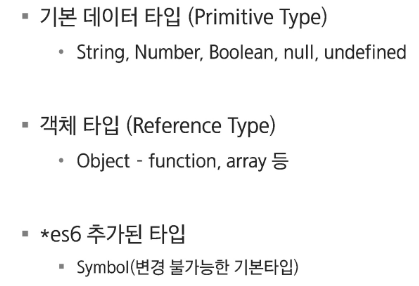 ▪ 기본 데이터 타입 (Primitive Type)
• String, Number, Boolean, null, undefined
▪ 객체 타입 (Reference Type)
• Object - function, array 등
▪ *es6 추가된 타입
▪ Symbol(변경 불가능한 기본타입)